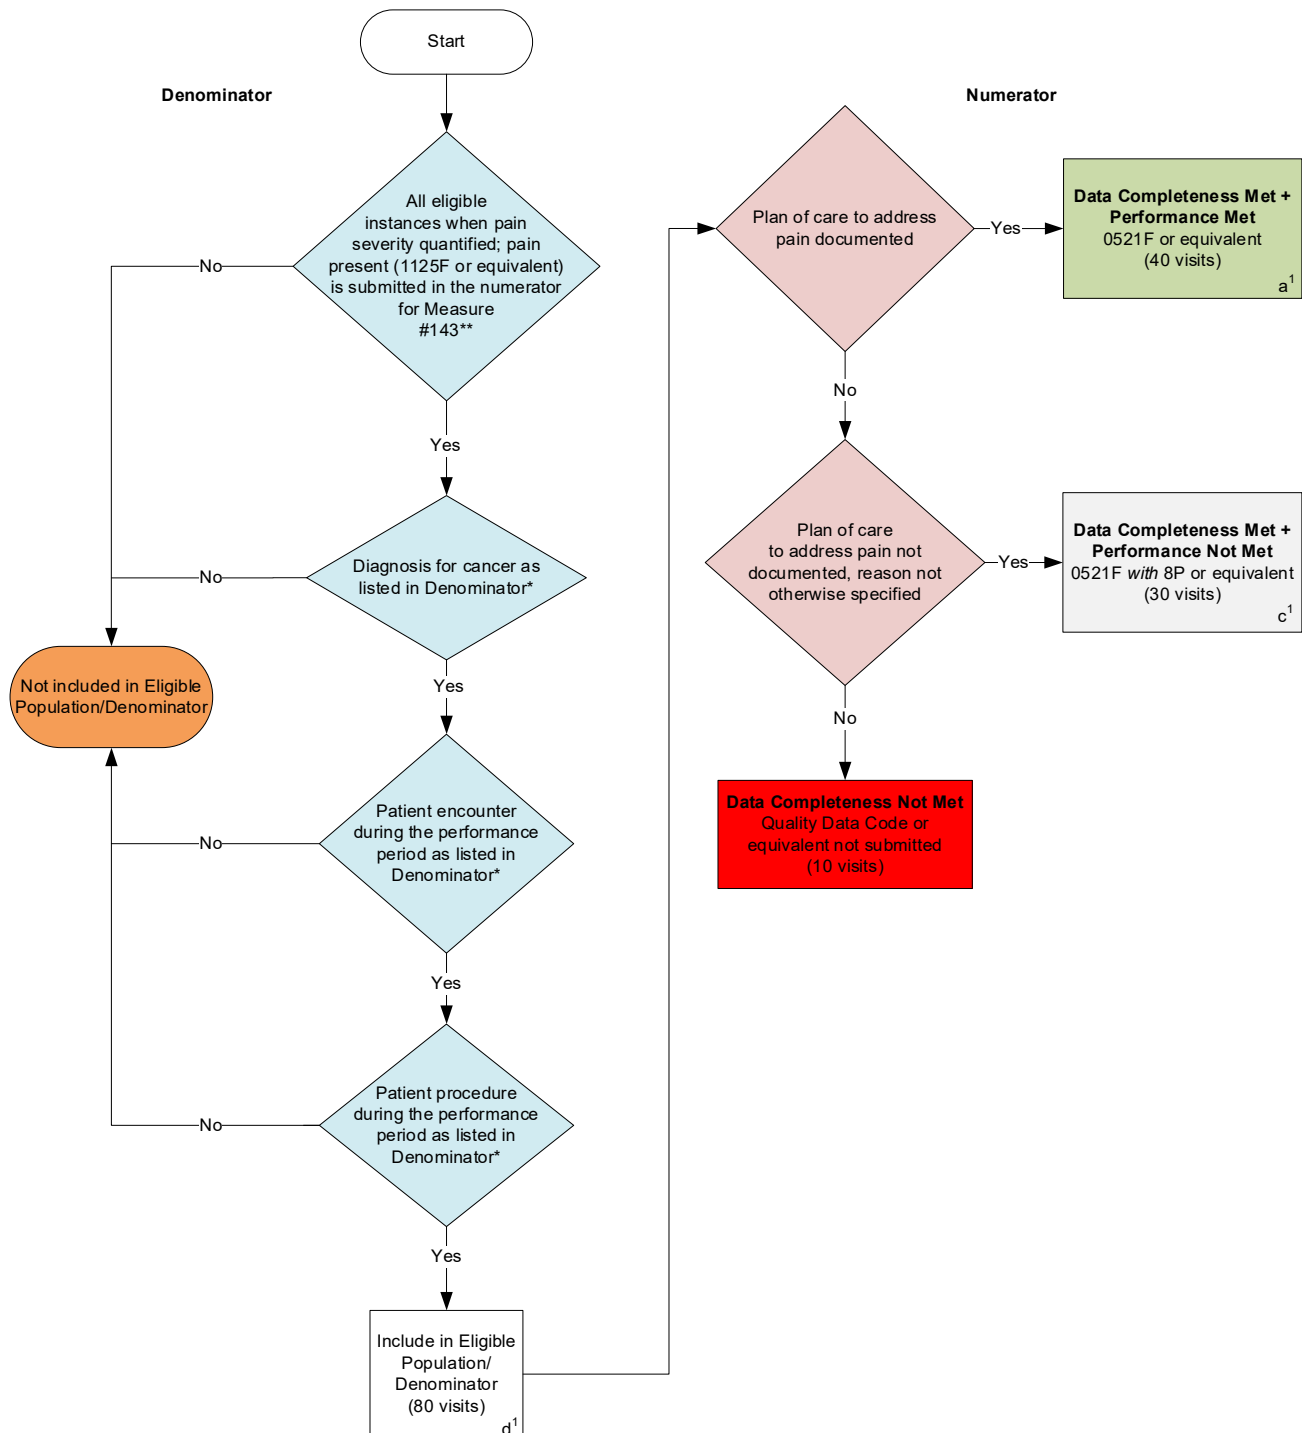 Start
Denominator
All eligible
instances when pain
severity quantified; pain
present (1125F or equivalent)
is submitted in the numerator
for Measure
#143**
No
Yes
Diagnosis for cancer as
listed in Denominator*
No
Yes
Not included in Eligible
Population/Denominator
Patient encounter
during the performance
period as listed in
Denominator*
No
Yes
Patient procedure
during the performance
period as listed in
Denominator*
No
Yes
Include in Eligible
Population/
Denominator
(80 visits)
d¹
Numerator
Plan of care to address
pain documented
Yes
Data Completeness Met +
Performance Met
0521F or equivalent
(40 visits)
a¹
No
Plan of care
to address pain not
documented, reason not
otherwise specified
Yes
Data Completeness Met +
Performance Not Met
0521F with 8P or equivalent
(30 visits)
c¹
No
Data Completeness Not Met
Quality Data Code or
equivalent not submitted
(10 visits)